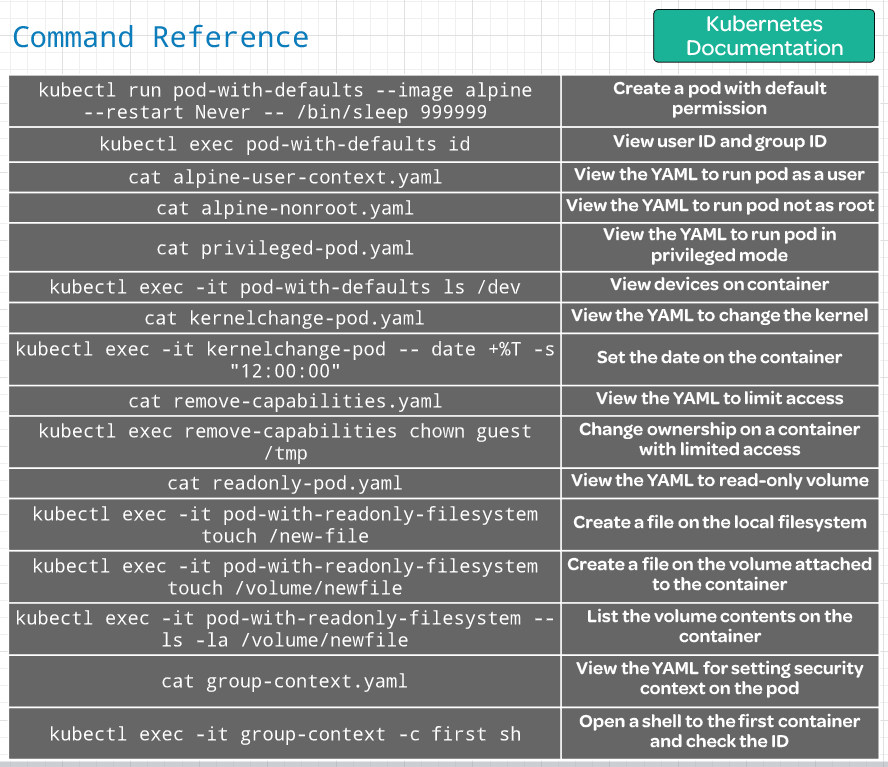 Command Reference
Kubernetes
Documentation
kubectl run pod-with-defaults --image alpine
--restart Never -- /bin/sleep 999999
Create a pod with default
permission
kubectl exec pod-with-defaults id
View user ID and group ID
cat alpine-user-context.yaml
View the YAML to run pod as a user
cat alpine-nonroot.yaml
View the YAML to run pod not as root
cat privileged-pod.yaml
View the YAML to run pod in
privileged mode
kubectl exec -it pod-with-defaults ls /dev
View devices on container
cat kernelchange-pod.yaml
View the YAML to change the kernel
kubectl exec -it kernelchange-pod -- date +%T -s
"12:00:00"
Set the date on the container
cat remove-capabilities.yaml
View the YAML to limit access
kubectl exec remove-capabilities chown guest
/tmp
Change ownership on a container
with limited access
cat readonly-pod.yaml
View the YAML to read-only volume
kubectl exec -it pod-with-readonly-filesystem
touch /new-file
Create a file on the local filesystem
kubectl exec -it pod-with-readonly-filesystem
touch /volume/newfile
Create a file on the volume attached
to the container
kubectl exec -it pod-with-readonly-filesystem --
ls -la /volume/newfile
List the volume contents on the
container
cat group-context.yaml
View the YAML for setting security
context on the pod
kubectl exec -it group-context -c first sh
Open a shell to the first container
and check the ID